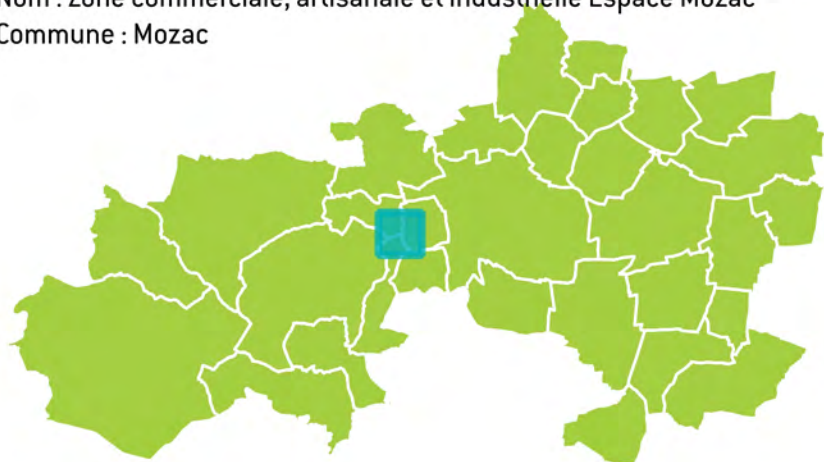 Nom : Zone commerciale, artisanale et industrielle Espace Mozac
Commune : Mozac